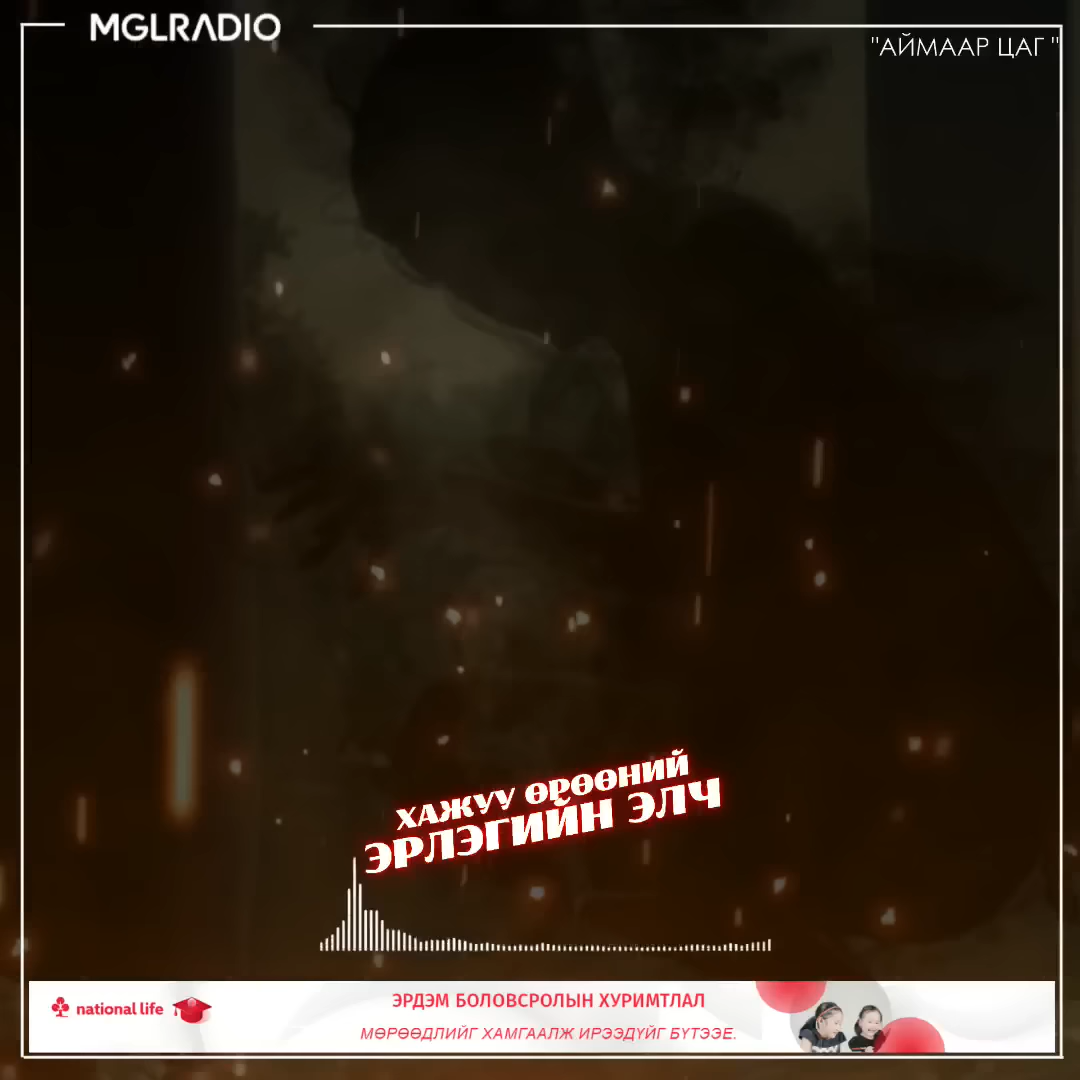 MGLRADIO
"АЙМААР ЦАГ "
ХАЖУУ ӨРӨӨНИЙ
ЭРЛЭГИЙН ЭЛЧ
national life
ЭРДЭМ БОЛОВСРОЛЫН ХУРИМТЛАЛ
МӨРӨӨДЛИЙГ ХАМГААЛЖ ИРЭЭДҮЙГ БҮТЭЭЕ.